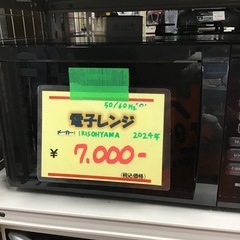 50/60Hz
電子レンジ
メーカー: IRISOHYAMA 2024年
¥ 7,000-
(税込価格)